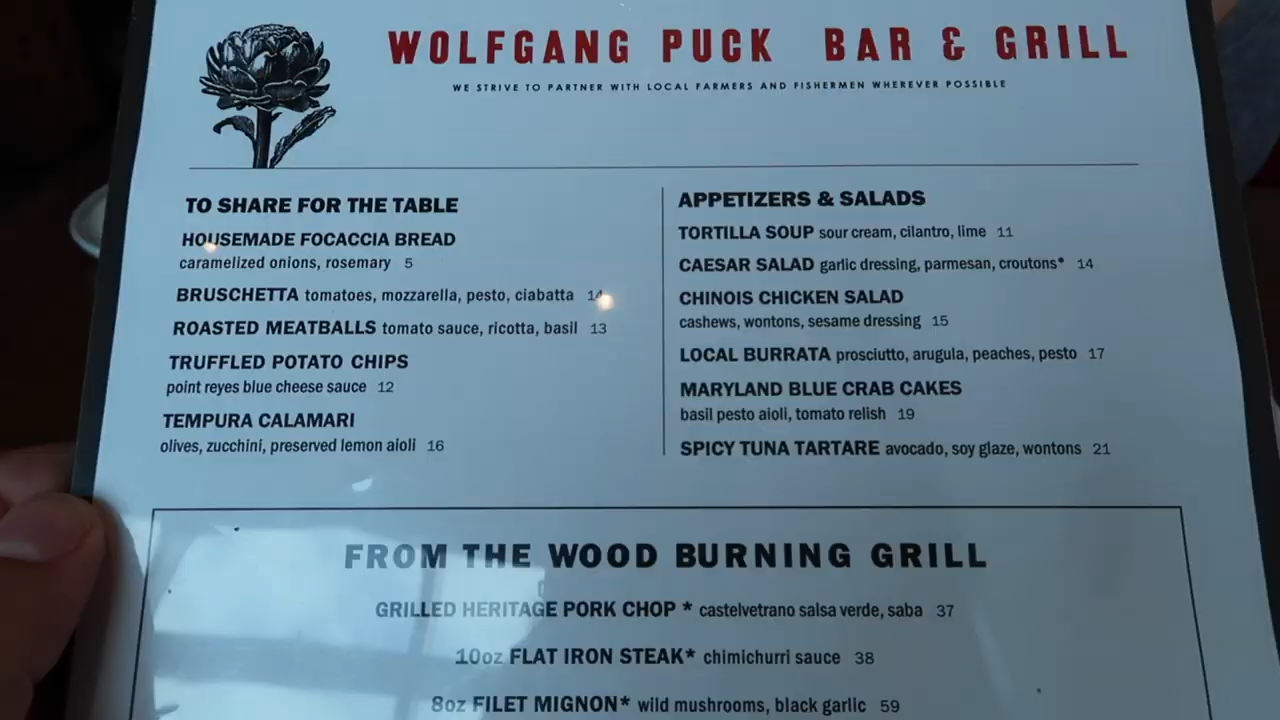 WOLFGANG PUCK BAR & GRILL
WE STRIVE TO PARTNER WITH LOCAL FARMERS AND FISHERMEN WHEREVER POSSIBLE
TO SHARE FOR THE TABLE
HOUSEMADE FOCACCIA BREAD
caramelized onions, rosemary 5
BRUSCHETTA tomatoes, mozzarella, pesto, ciabatta 14
ROASTED MEATBALLS tomato sauce, ricotta, basil 13
TRUFFLED POTATO CHIPS
point reyes blue cheese sauce 12
TEMPURA CALAMARI
olives, zucchini, preserved lemon aioli 16
APPETIZERS & SALADS
TORTILLA SOUP sour cream, cilantro, lime 11
CAESAR SALAD garlic dressing, parmesan, croutons* 14
CHINOIS CHICKEN SALAD
cashews, wontons, sesame dressing 15
LOCAL BURRATA prosciutto, arugula, peaches, pesto 17
MARYLAND BLUE CRAB CAKES
basil pesto aioli, tomato relish 19
SPICY TUNA TARTARE avocado, soy glaze, wontons 21
FROM THE WOOD BURNING GRILL
GRILLED HERITAGE PORK CHOP * castelvetrano salsa verde, saba 37
10oz FLAT IRON STEAK* chimichurri sauce 38
8oz FILET MIGNON* wild mushrooms, black garlic 59